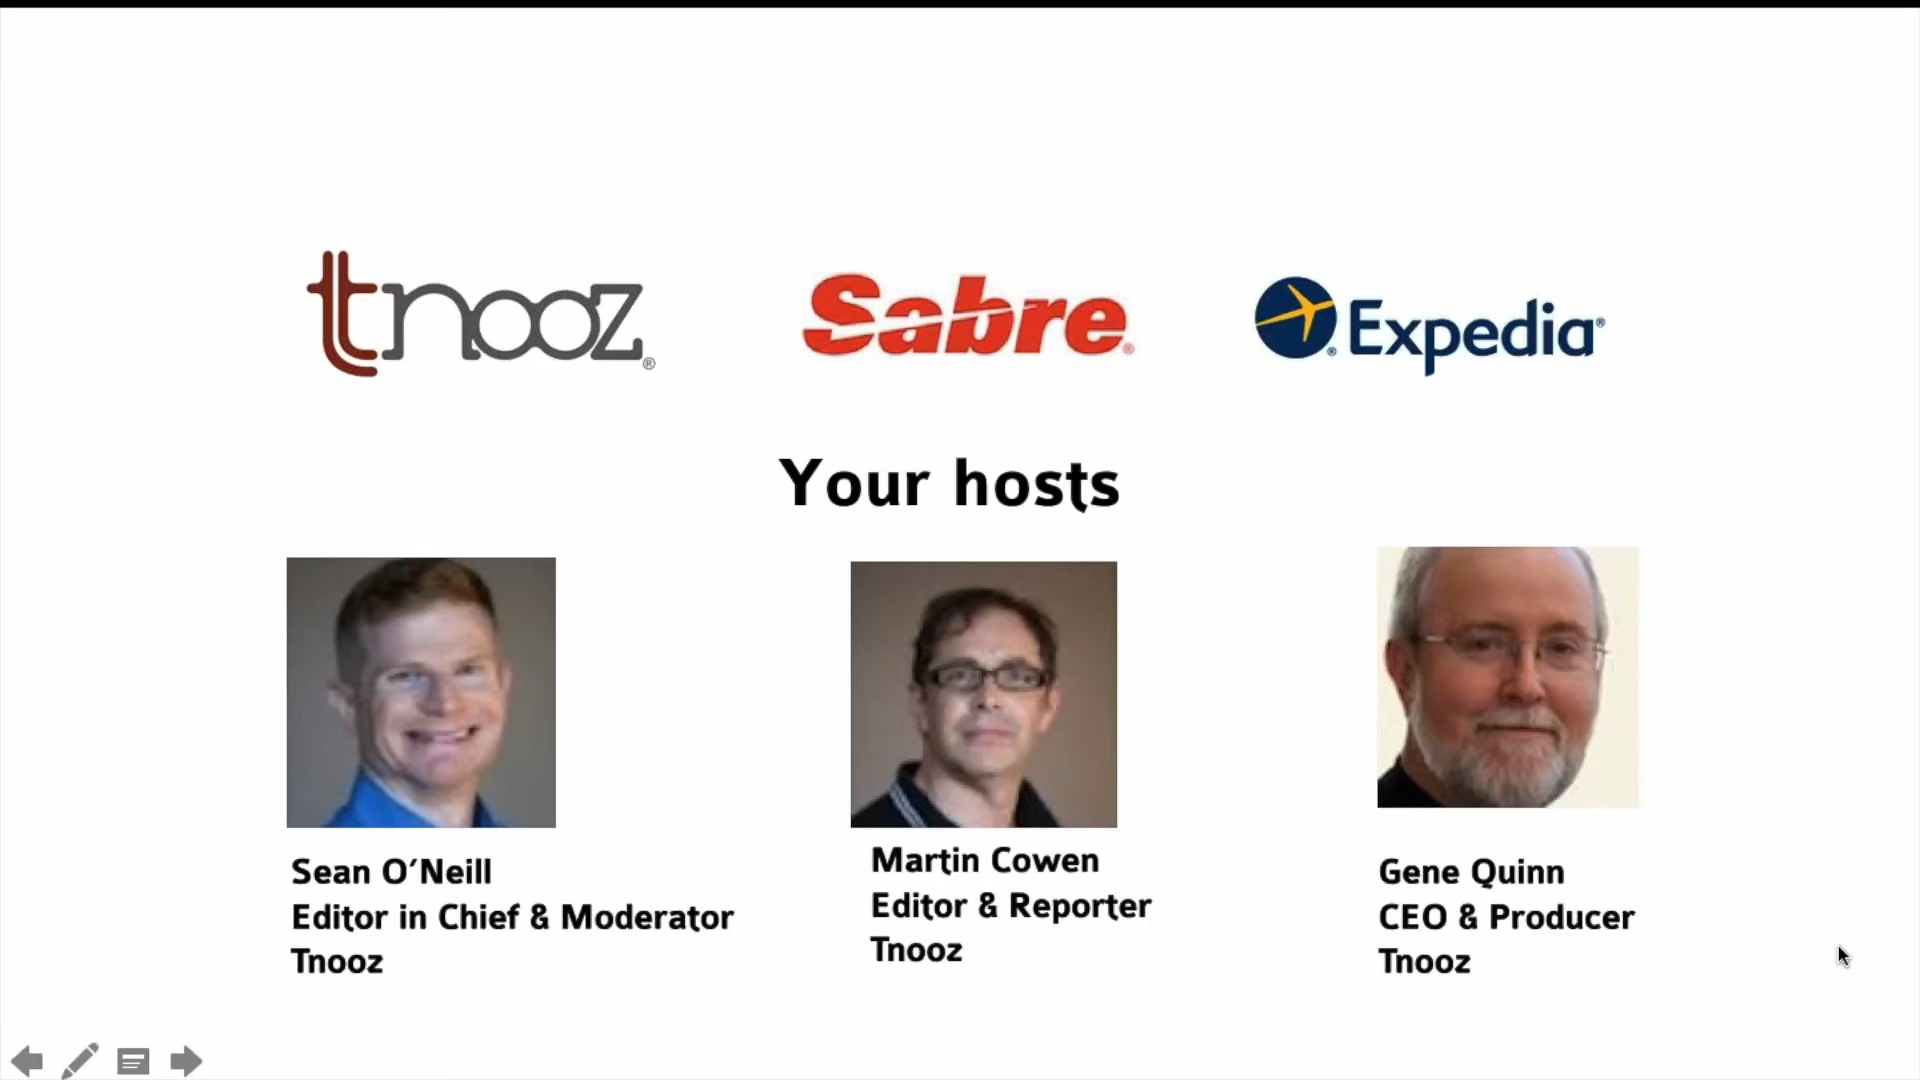 tnooz®
Sabre®
Expedia®
Your hosts
Sean O'Neill
Editor in Chief & Moderator
Tnooz
Martin Cowen
Editor & Reporter
Tnooz
Gene Quinn
CEO & Producer
Tnooz